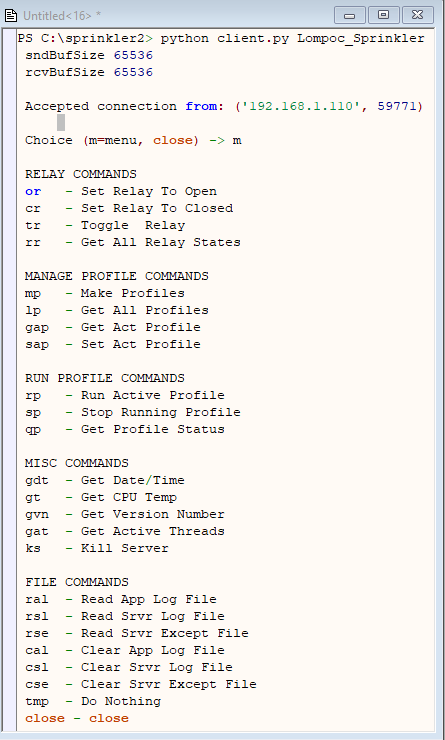 Untitled<16> *
PS C:\sprinkler2> python client.py Lompoc_Sprinkler
sndBufSize 65536
rcvBufSize 65536
Accepted connection from: ('192.168.1.110', 59771)
Choice (m=menu, close) -> m
RELAY COMMANDS
or - Set Relay To Open
cr - Set Relay To Closed
tr - Toggle  Relay
rr - Get All Relay States
MANAGE PROFILE COMMANDS
mp - Make Profiles
lp - Get All Profiles
gap - Get Act Profile
sap - Set Act Profile
RUN PROFILE COMMANDS
rp - Run Active Profile
sp - Stop Running Profile
qp - Get Profile Status
MISC COMMANDS
gdt - Get Date/Time
gt - Get CPU Temp
gvn - Get Version Number
gat - Get Active Threads
ks - Kill Server
FILE COMMANDS
ral - Read App Log File
rsl - Read Srvr Log File
rse - Read Srvr Except File
cal - Clear App Log File
csl - Clear Srvr Log File
cse - Clear Srvr Except File
tmp - Do Nothing
close - close